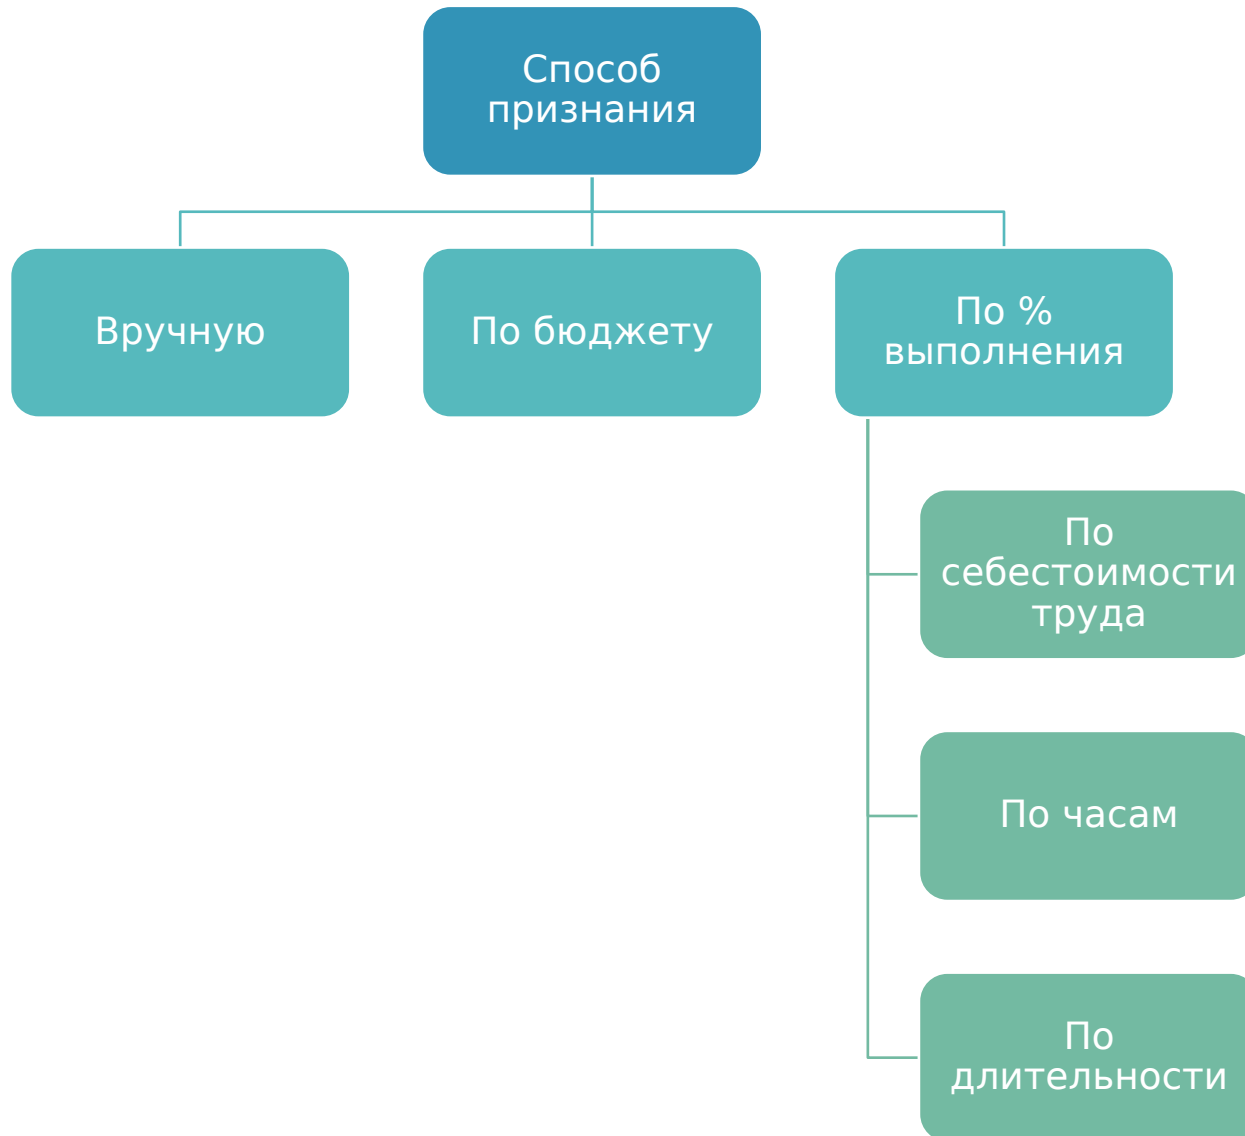 Способ
признания
Вручную
По бюджету
По %
выполнения
По
себестоимости
труда
По часам
По
длительности